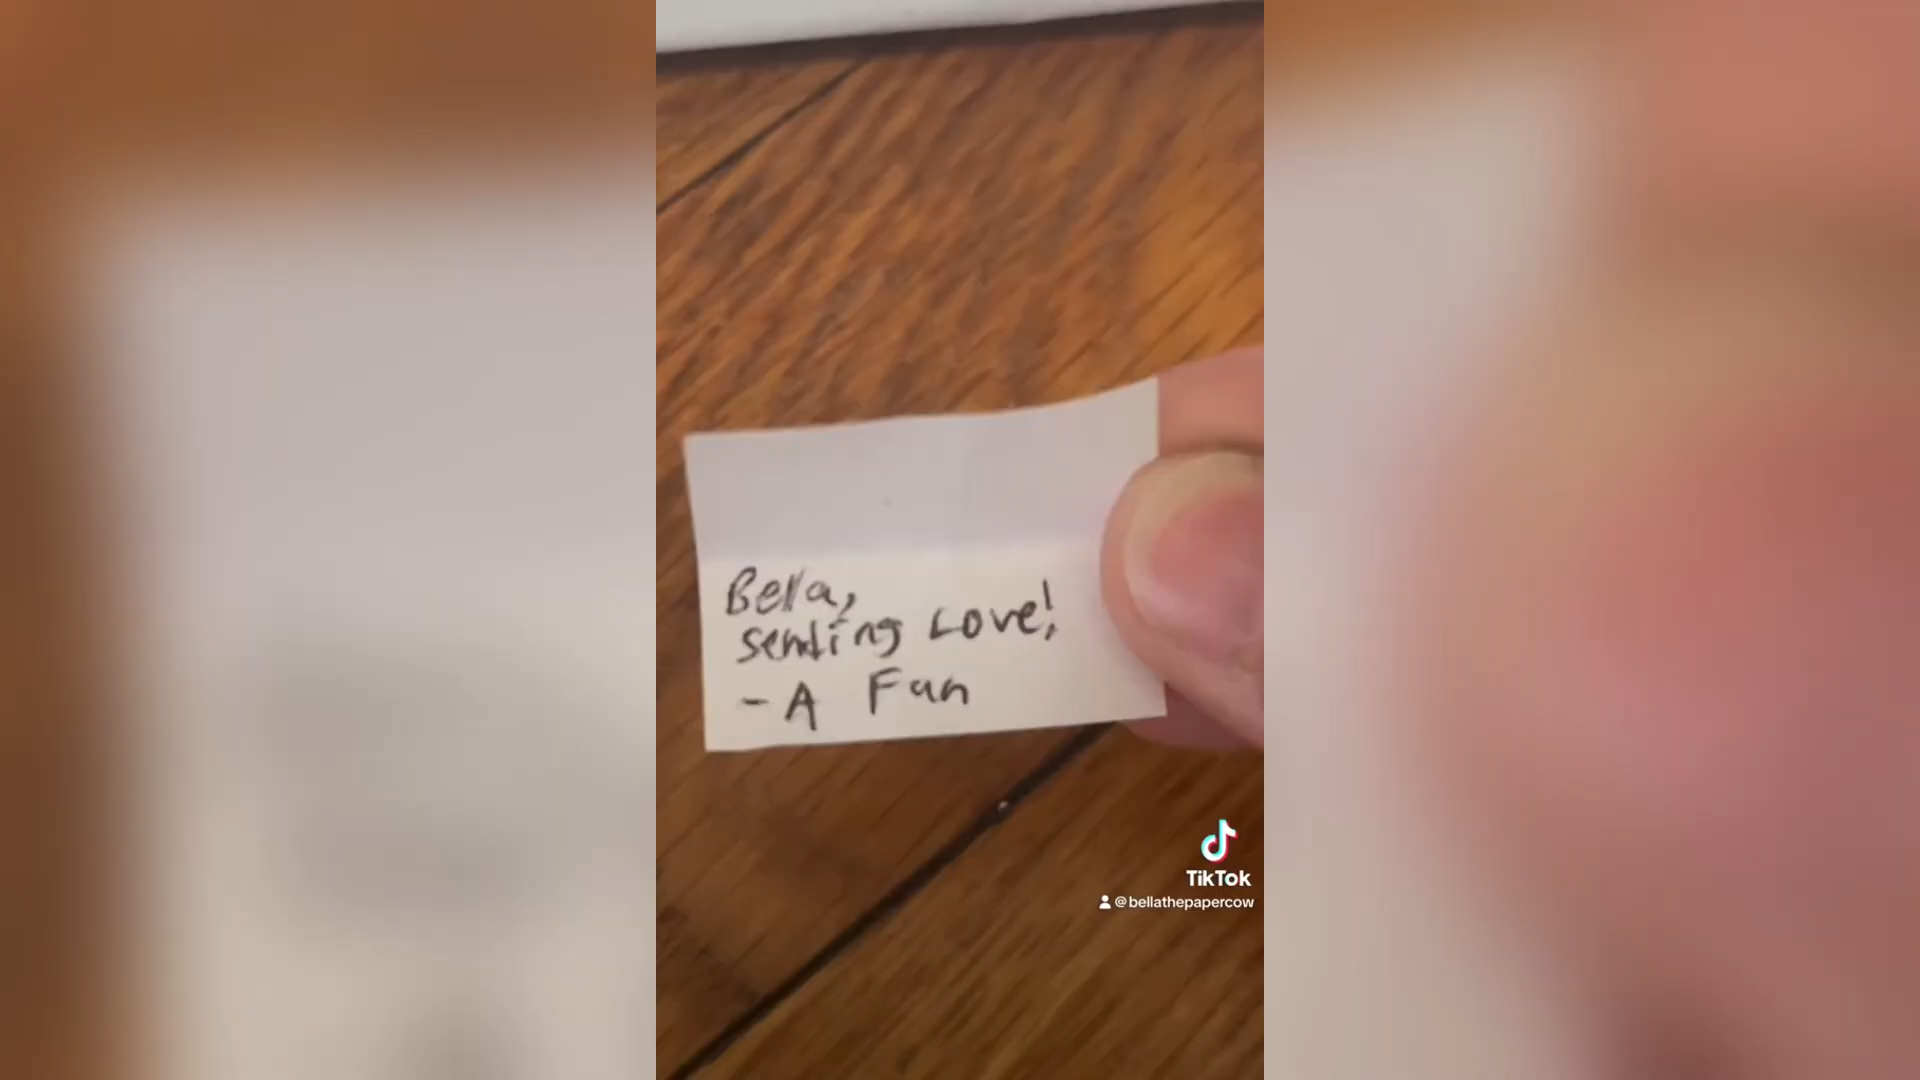 Bella,
sending Love!
- A Fan
TikTok
@bellathepapercow